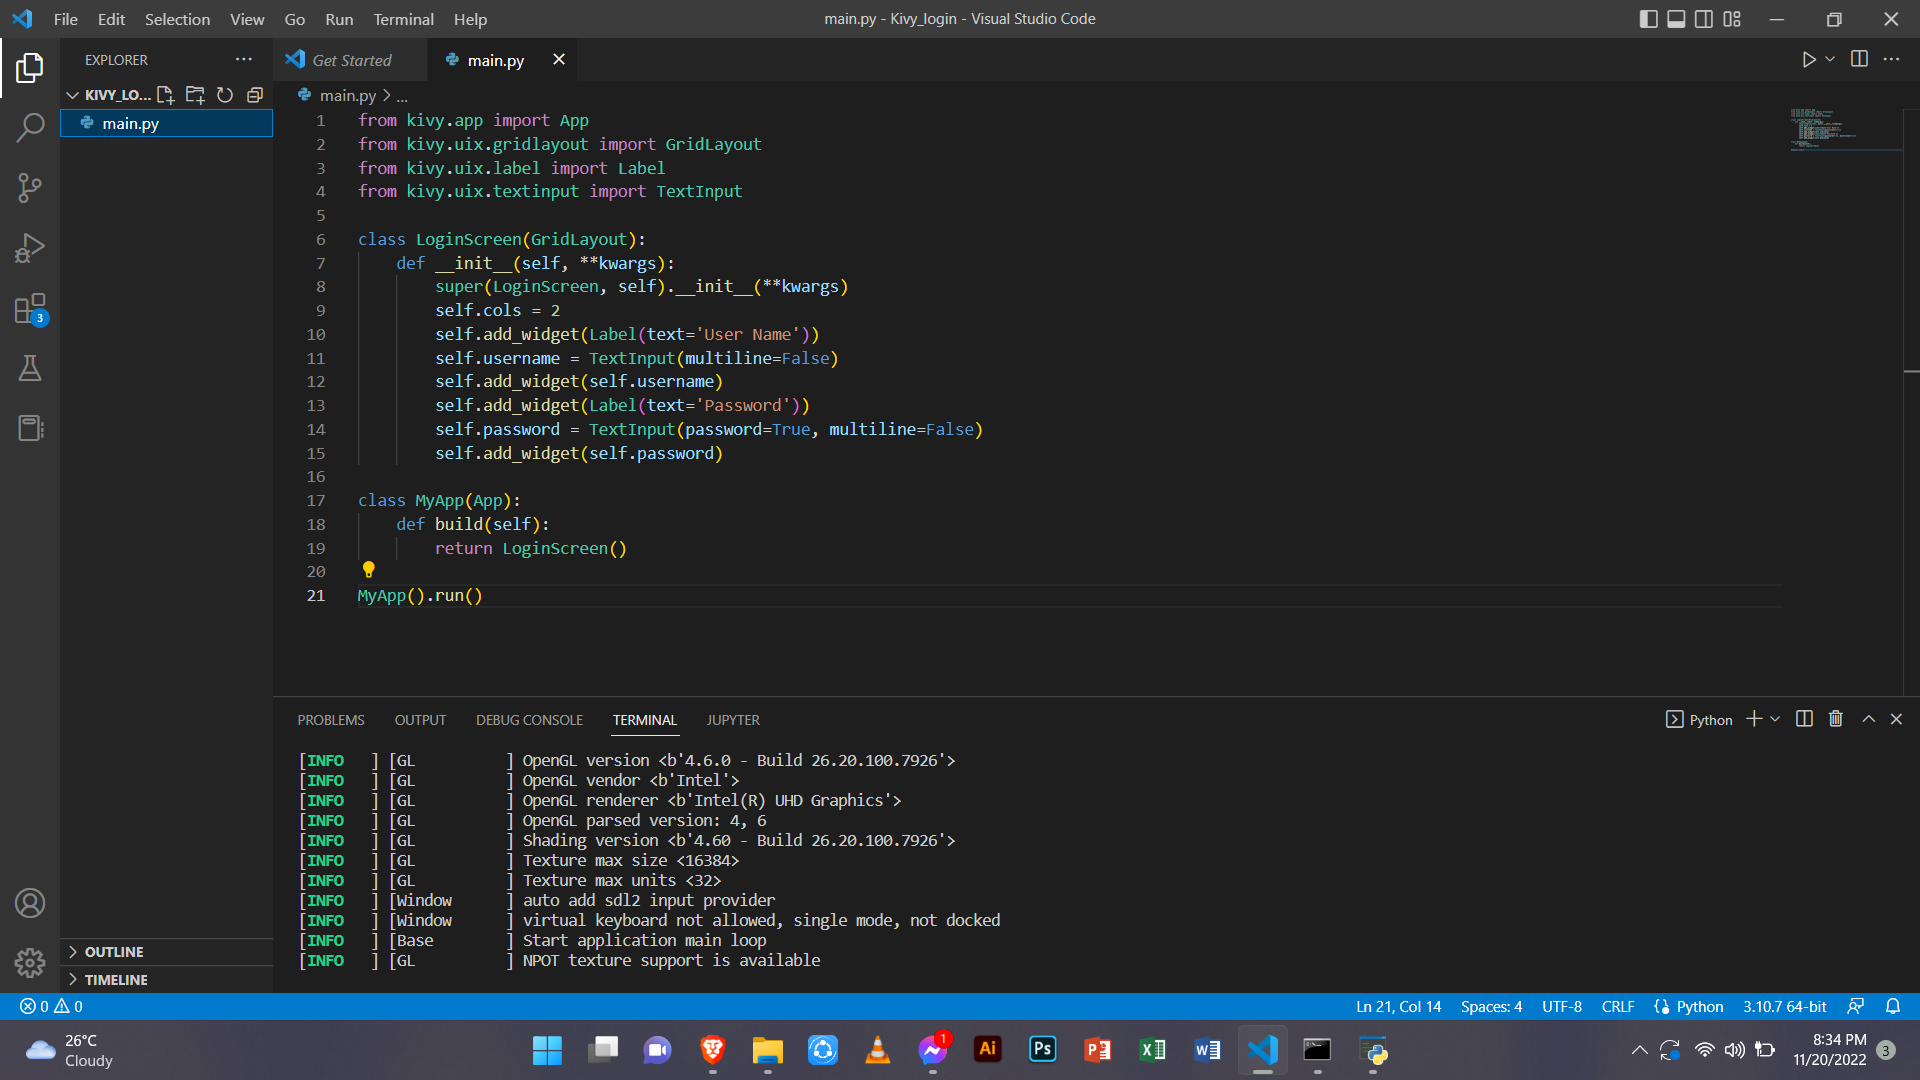 File Edit Selection View Go Run Terminal Help
main.py - Kivy_login - Visual Studio Code
EXPLORER
KIVY_LO...
main.py
OUTLINE
TIMELINE
Get Started
main.py
main.py > ...
1 from kivy.app import App
2 from kivy.uix.gridlayout import GridLayout
3 from kivy.uix.label import Label
4 from kivy.uix.textinput import TextInput
5
6 class LoginScreen(GridLayout):
7     def __init__(self, **kwargs):
8         super(LoginScreen, self).__init__(**kwargs)
9         self.cols = 2
10         self.add_widget(Label(text='User Name'))
11         self.username = TextInput(multiline=False)
12         self.add_widget(self.username)
13         self.add_widget(Label(text='Password'))
14         self.password = TextInput(password=True, multiline=False)
15         self.add_widget(self.password)
16
17 class MyApp(App):
18     def build(self):
19         return LoginScreen()
20
21 MyApp().run()
PROBLEMS OUTPUT DEBUG CONSOLE TERMINAL JUPYTER
Python
[INFO   ] [GL          ] OpenGL version <b'4.6.0 - Build 26.20.100.7926'>
[INFO   ] [GL          ] OpenGL vendor <b'Intel'>
[INFO   ] [GL          ] OpenGL renderer <b'Intel(R) UHD Graphics'>
[INFO   ] [GL          ] OpenGL parsed version: 4, 6
[INFO   ] [GL          ] Shading version <b'4.60 - Build 26.20.100.7926'>
[INFO   ] [GL          ] Texture max size <16384>
[INFO   ] [GL          ] Texture max units <32>
[INFO   ] [Window      ] auto add sdl2 input provider
[INFO   ] [Window      ] virtual keyboard not allowed, single mode, not docked
[INFO   ] [Base        ] Start application main loop
[INFO   ] [GL          ] NPOT texture support is available
3
0 0
Ln 21, Col 14 Spaces: 4 UTF-8 CRLF Python 3.10.7 64-bit
26°C
Cloudy
1
Ai
Ps
8:34 PM
11/20/2022
3